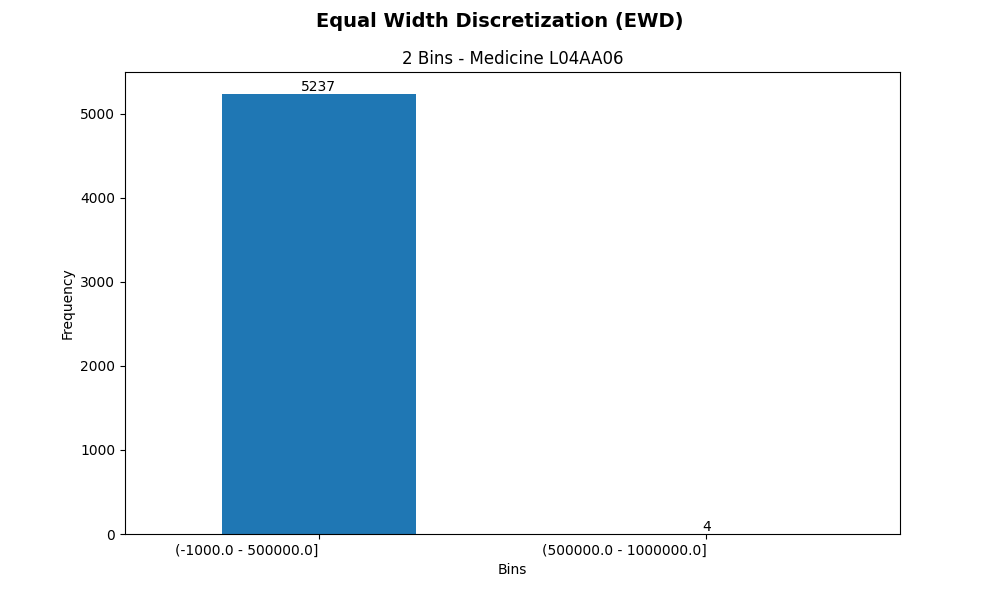 Equal Width Discretization (EWD)
2 Bins - Medicine L04AA06
5237
5000
4000
3000
2000
1000
0
Frequency
4
(-1000.0 - 500000.0]
(500000.0 - 1000000.0]
Bins